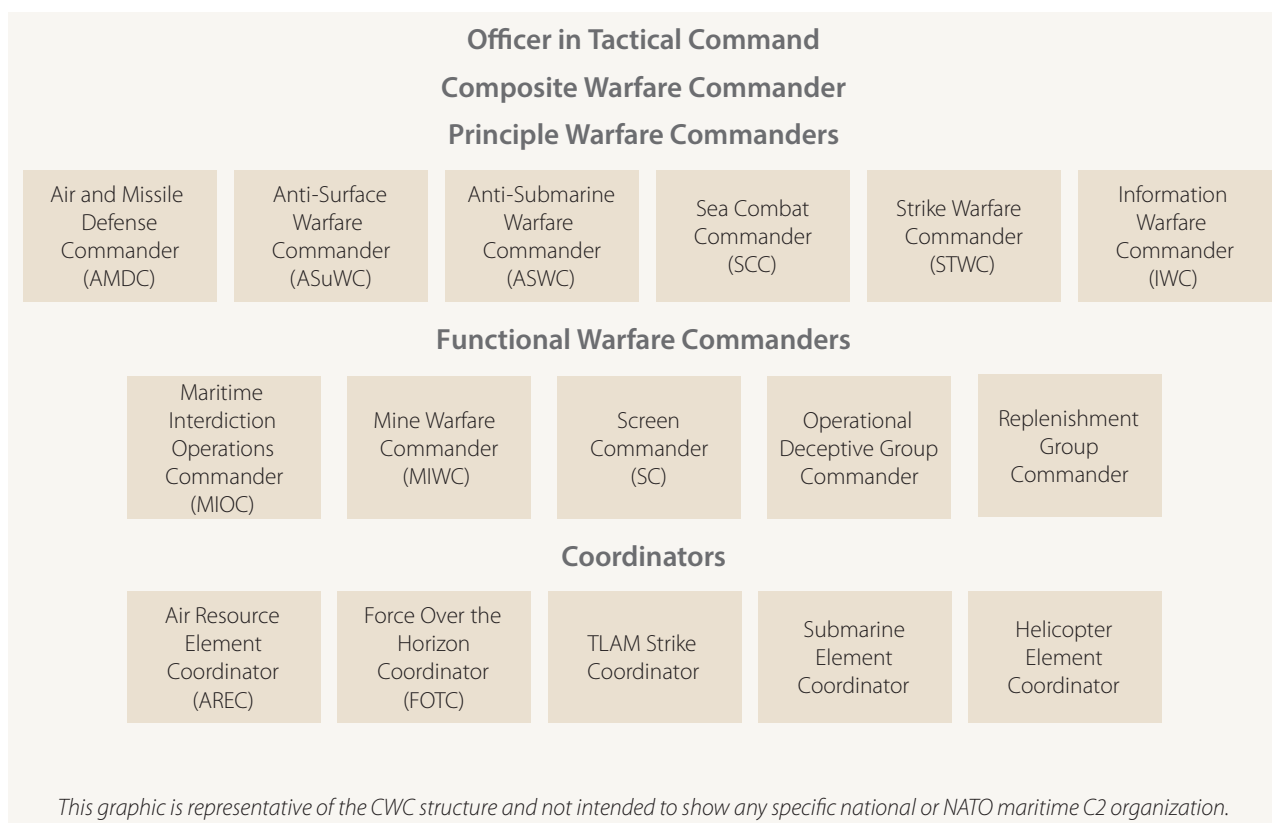 Officer in Tactical Command
Composite Warfare Commander
Principle Warfare Commanders
Air and Missile
Defense
Commander
(AMDC)
Anti-Surface
Warfare
Commander
(ASuWC)
Anti-Submarine
Warfare
Commander
(ASWC)
Sea Combat
Commander
(SCC)
Strike Warfare
Commander
(STWC)
Information
Warfare
Commander
(IWC)
Functional Warfare Commanders
Maritime
Interdiction
Operations
Commander
(MIOC)
Mine Warfare
Commander
(MIWC)
Screen
Commander
(SC)
Operational
Deceptive Group
Commander
Replenishment
Group
Commander
Coordinators
Air Resource
Element
Coordinator
(AREC)
Force Over the
Horizon
Coordinator
(FOTC)
TLAM Strike
Coordinator
Submarine
Element
Coordinator
Helicopter
Element
Coordinator
This graphic is representative of the CWC structure and not intended to show any specific national or NATO maritime C2 organization.